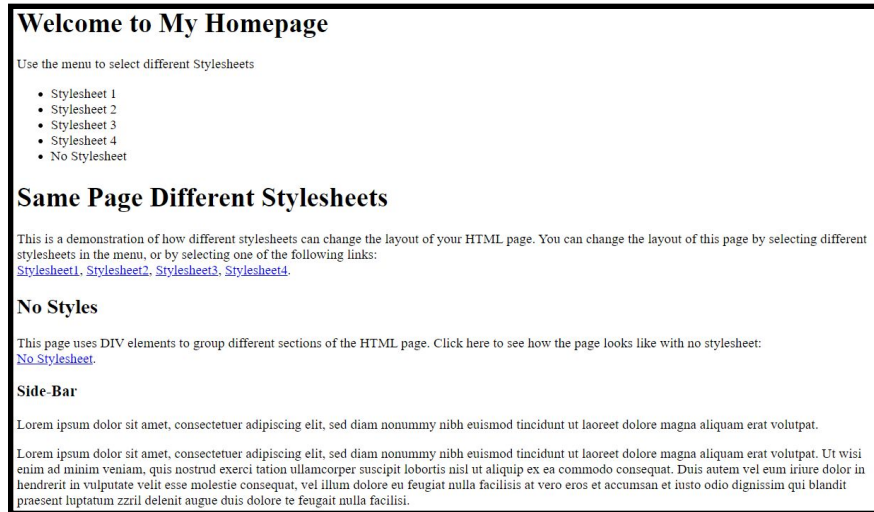 Welcome to My Homepage
Use the menu to select different Stylesheets
• Stylesheet 1
• Stylesheet 2
• Stylesheet 3
• Stylesheet 4
• No Stylesheet
Same Page Different Stylesheets
This is a demonstration of how different stylesheets can change the layout of your HTML page. You can change the layout of this page by selecting different
stylesheets in the menu, or by selecting one of the following links:
Stylesheet1, Stylesheet2, Stylesheet3, Stylesheet4.
No Styles
This page uses DIV elements to group different sections of the HTML page. Click here to see how the page looks like with no stylesheet:
No Stylesheet.
Side-Bar
Lorem ipsum dolor sit amet, consectetuer adipiscing elit, sed diam nonummy nibh euismod tincidunt ut laoreet dolore magna aliquam erat volutpat.
Lorem ipsum dolor sit amet, consectetuer adipiscing elit, sed diam nonummy nibh euismod tincidunt ut laoreet dolore magna aliquam erat volutpat. Ut wisi
enim ad minim veniam, quis nostrud exerci tation ullamcorper suscipit lobortis nisl ut aliquip ex ea commodo consequat. Duis autem vel eum iriure dolor in
hendrerit in vulputate velit esse molestie consequat, vel illum dolore eu feugiat nulla facilisis at vero eros et accumsan et iusto odio dignissim qui blandit
praesent luptatum zzril delenit augue duis dolore te feugait nulla facilisi.